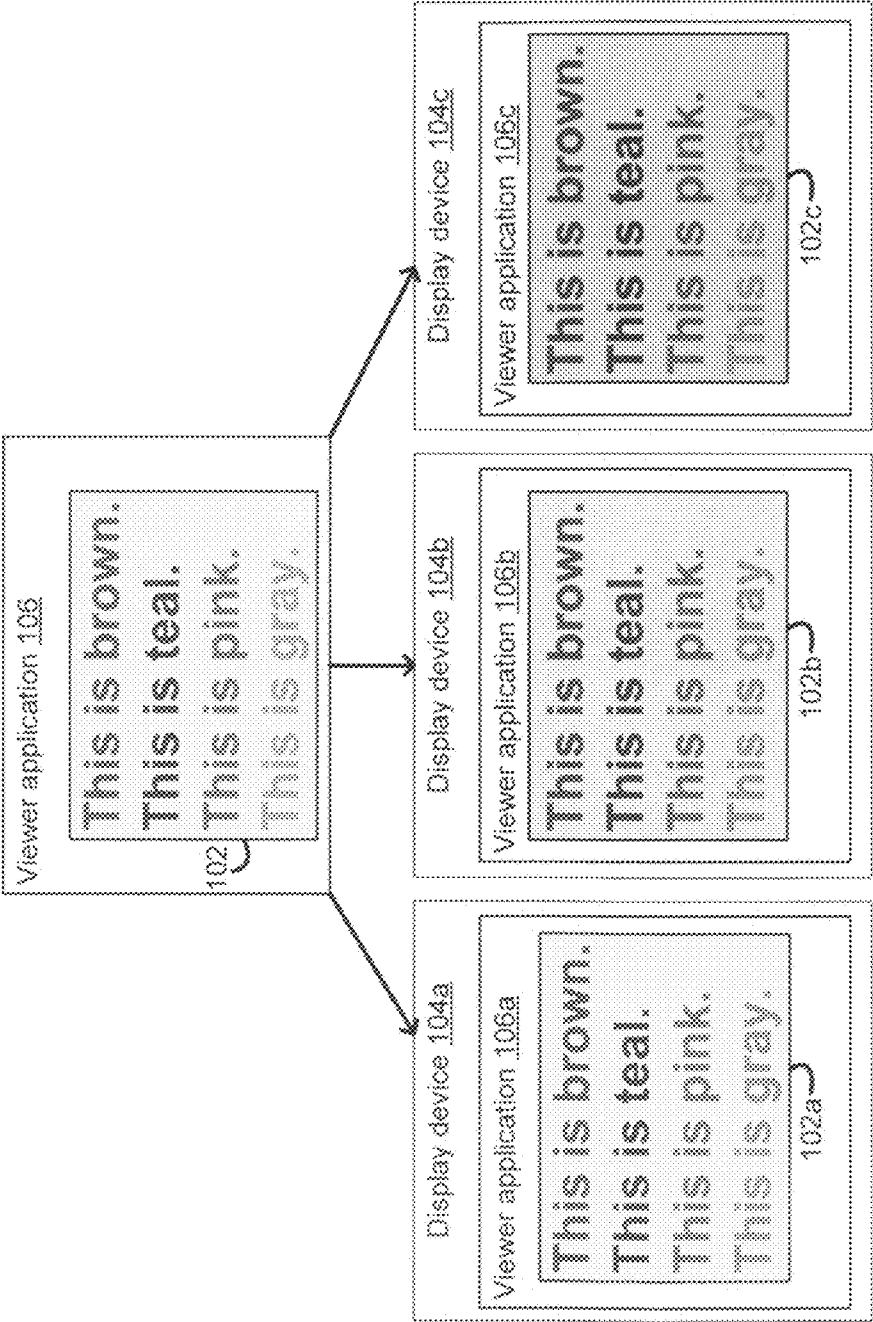 Viewer application 106
This is brown.
This is teal.
This is pink.
This is gray.
102
Display device 104a
Viewer application 106a
This is brown.
This is teal.
This is pink.
This is gray.
102a
Display device 104b
Viewer application 106b
This is brown.
This is teal.
This is pink.
This is gray.
102b
Display device 104c
Viewer application 106c
This is brown.
This is teal.
This is pink.
This is gray.
102c